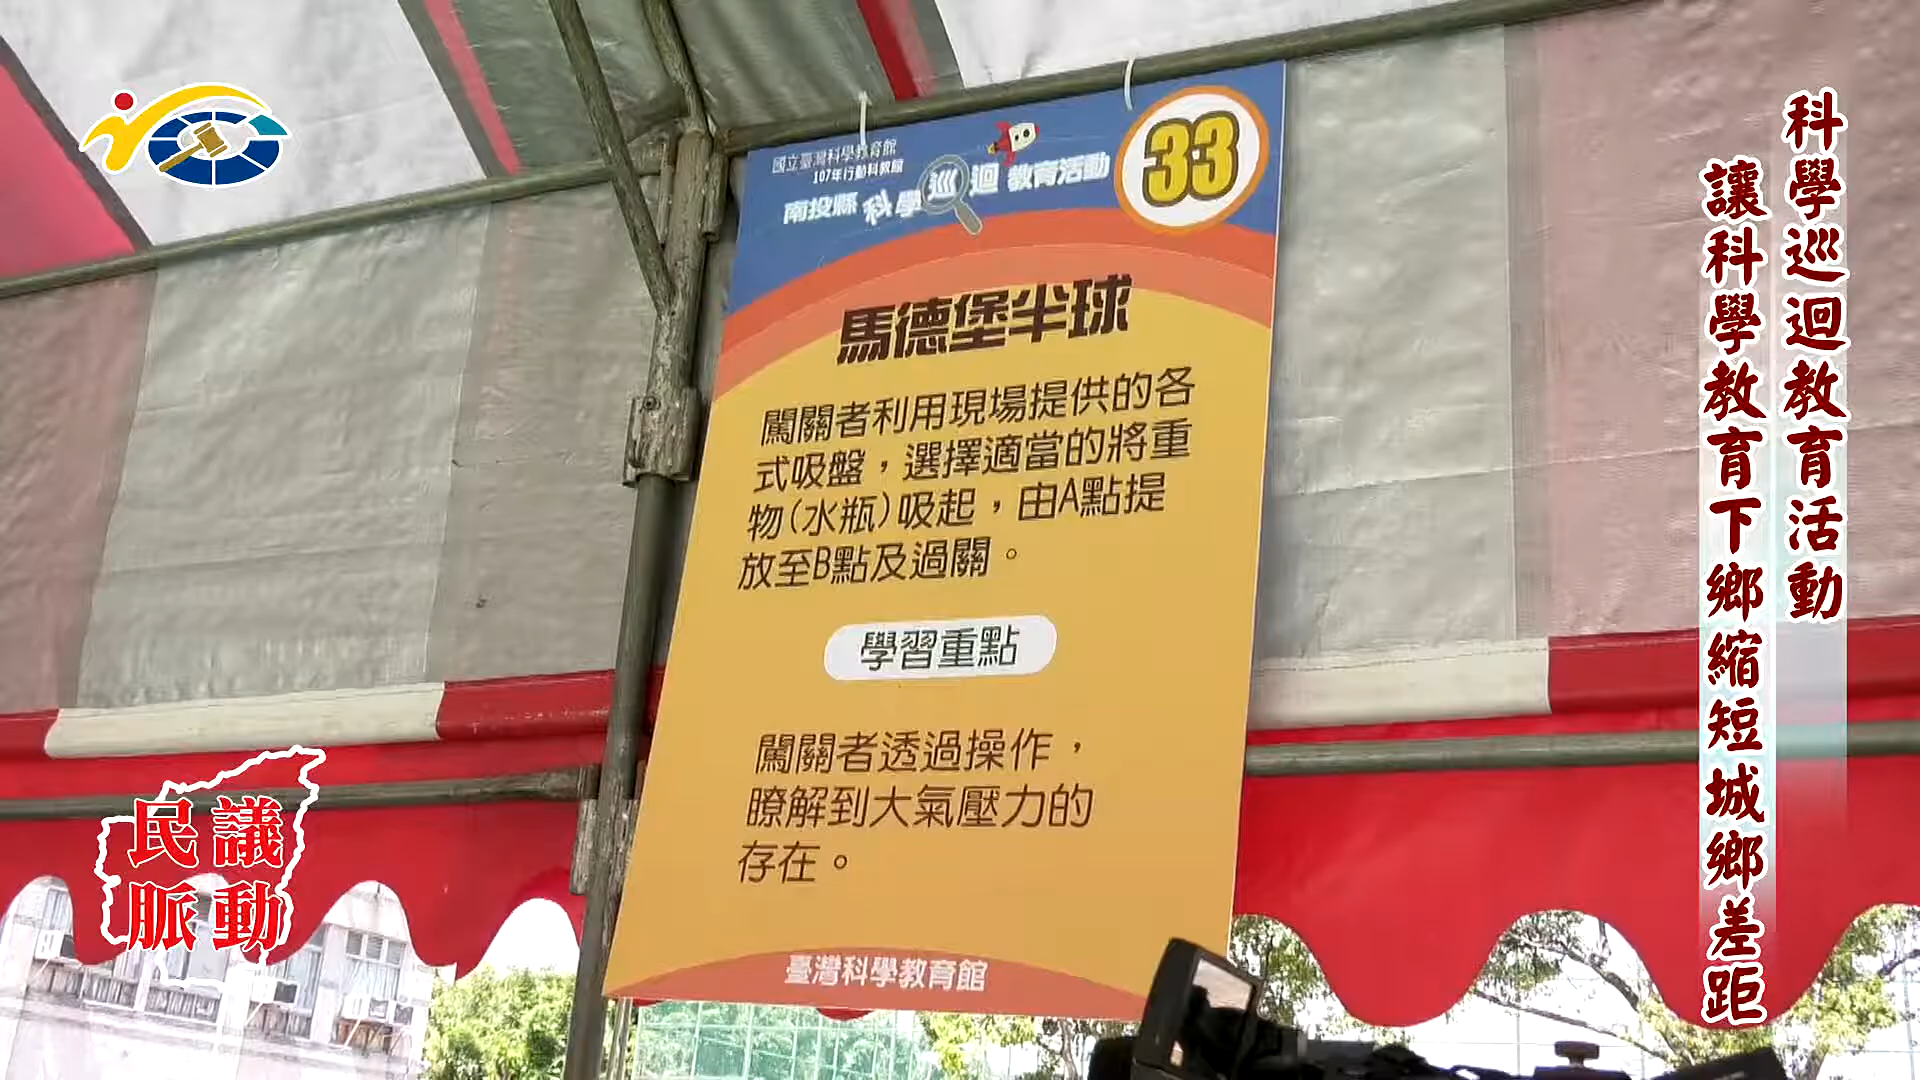 國立臺灣科學教育館
107年行動科教館
南投縣科學巡迴教育活動
33
馬德堡半球
闖關者利用現場提供的各
式吸盤，選擇適當的將重
物(水瓶)吸起，由A點提
放至B點及過關。
學習重點
闖關者透過操作，
瞭解到大氣壓力的
存在。
臺灣科學教育館
科學巡迴教育活動
讓科學教育下鄉縮短城鄉差距
民議
脈動